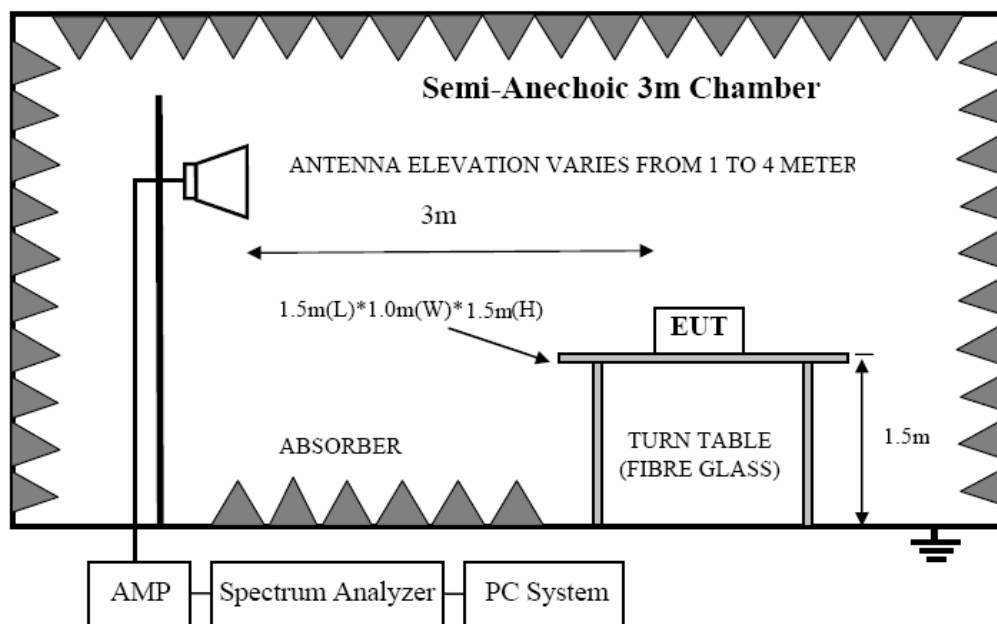 Semi-Anechoic 3m Chamber
ANTENNA ELEVATION VARIES FROM 1 TO 4 METER
3m
1.5m(L)*1.0m(W)*1.5m(H)
EUT
ABSORBER
TURN TABLE
(FIBRE GLASS)
1.5m
AMP
Spectrum Analyzer
PC System